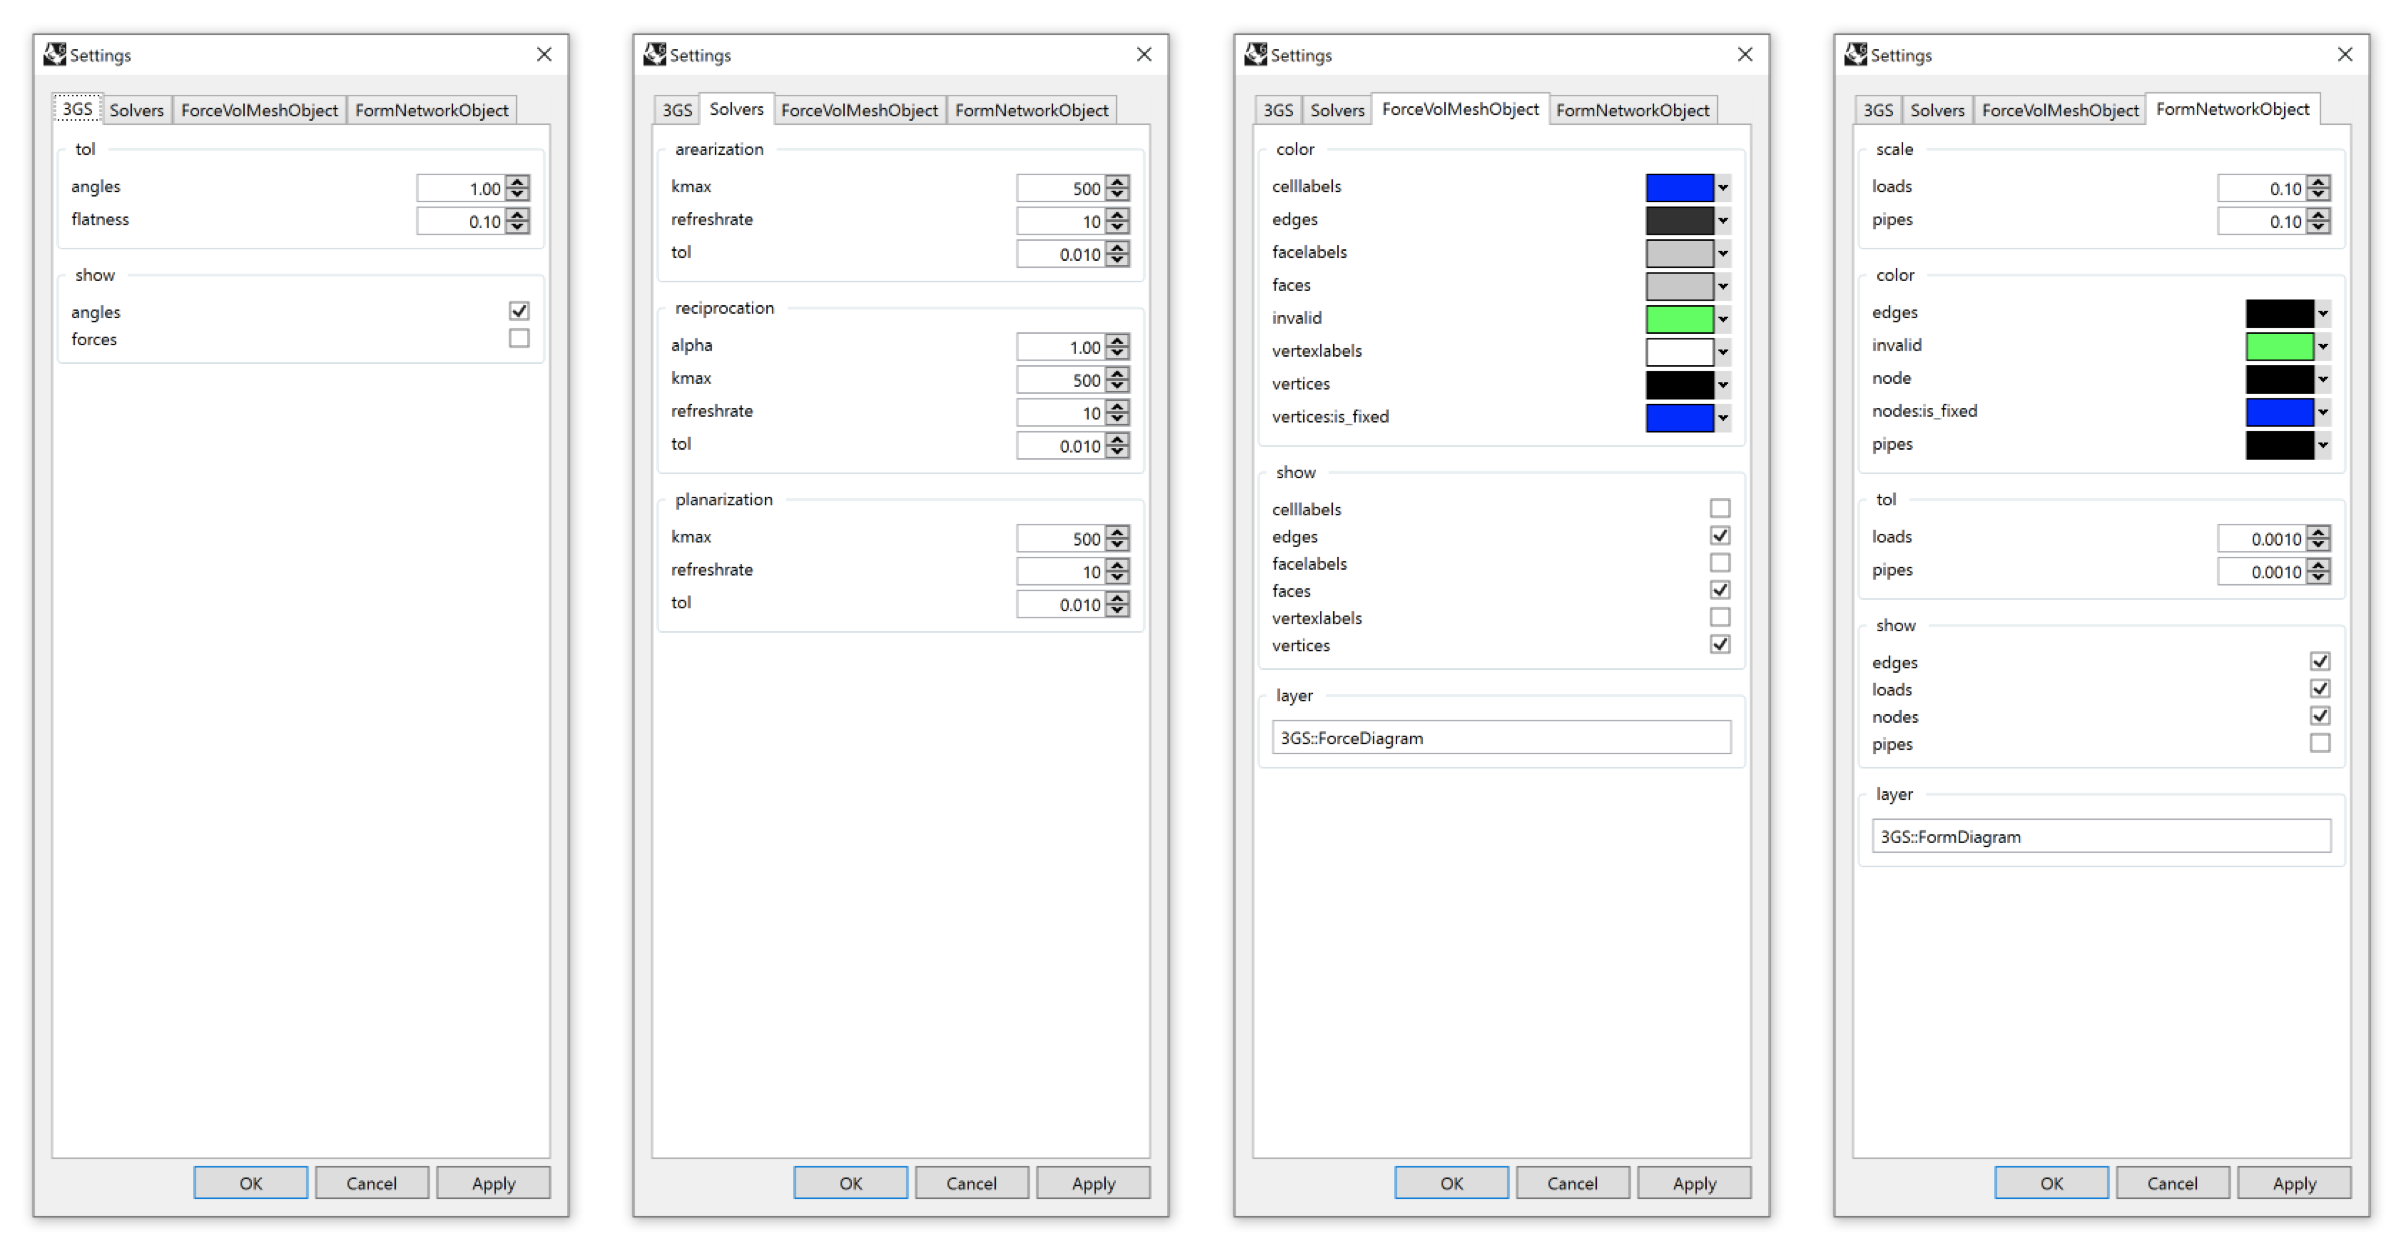 Settings
3GS Solvers ForceVolMeshObject FormNetworkObject
tol
angles 1.00
flatness 0.10
show
angles
forces
OK Cancel Apply
Settings
3GS Solvers ForceVolMeshObject FormNetworkObject
arearization
kmax 500
refreshrate 10
tol 0.010
reciprocation
alpha 1.00
kmax 500
refreshrate 10
tol 0.010
planarization
kmax 500
refreshrate 10
tol 0.010
OK Cancel Apply
Settings
3GS Solvers ForceVolMeshObject FormNetworkObject
color
celllabels
edges
facelabels
faces
invalid
vertexlabels
vertices
vertices:is_fixed
show
celllabels
edges
facelabels
faces
vertexlabels
vertices
layer
3GS::ForceDiagram
OK Cancel Apply
Settings
3GS Solvers ForceVolMeshObject FormNetworkObject
scale
loads 0.10
pipes 0.10
color
edges
invalid
node
nodes:is_fixed
pipes
tol
loads 0.0010
pipes 0.0010
show
edges
loads
nodes
pipes
layer
3GS::FormDiagram
OK Cancel Apply